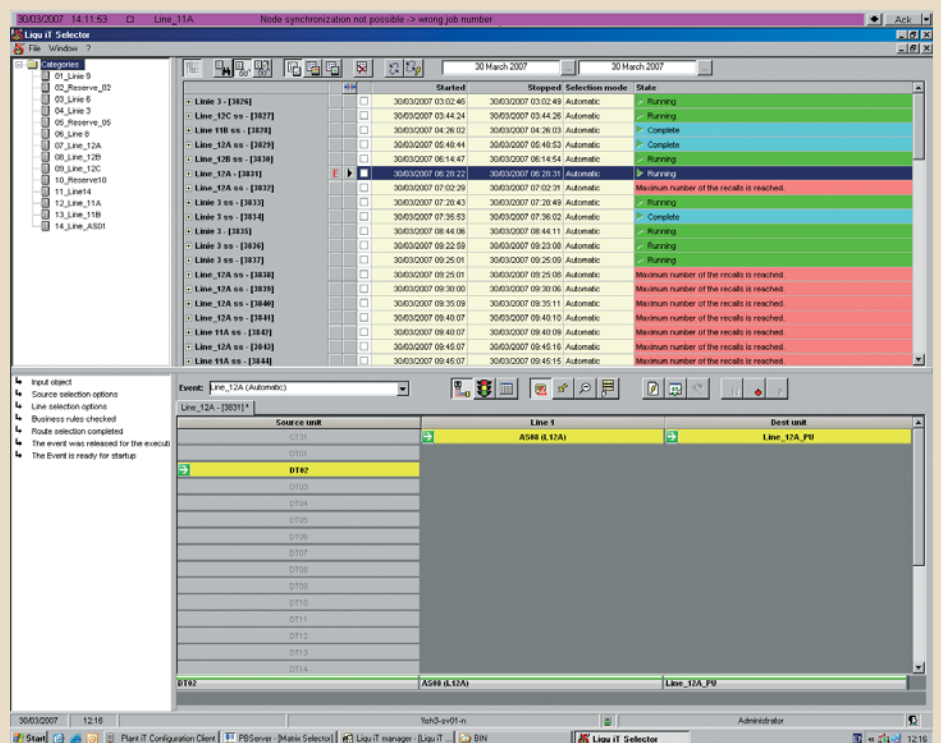 30/03/2007 14:11:53 Line_11A Node synchronization not possible -> wrong job number Ack
Liqu iT Selector
File Window ?
Categories
01_Linie 9
02_Reserve_02
03_Linie 6
04_Linie 3
05_Reserve_05
06_Line 8
07_Line_12A
08_Line_12B
09_Line_12C
10_Reserve10
11_Line14
12_Line_11A
13_Line_11B
14_Line_AS01
30 March 2007 ... 30 March 2007 ...
Started Stopped Selection mode State
Linie 3 - [3826] 30/03/2007 03:02:46 30/03/2007 03:02:49 Automatic Running
Line_12C ss - [3827] 30/03/2007 03:44:24 30/03/2007 03:44:26 Automatic Running
Line 11B ss - [3828] 30/03/2007 04:26:02 30/03/2007 04:26:03 Automatic Complete
Line_12A ss - [3829] 30/03/2007 05:48:44 30/03/2007 05:48:53 Automatic Complete
Line_12B ss - [3830] 30/03/2007 06:14:47 30/03/2007 06:14:54 Automatic Running
Line_12A - [3831] E 30/03/2007 06:28:22 30/03/2007 06:28:31 Automatic Running
Line_12A ss - [3832] 30/03/2007 07:02:29 30/03/2007 07:02:31 Automatic Maximum number of the recalls is reached.
Linie 3 ss - [3833] 30/03/2007 07:28:43 30/03/2007 07:28:49 Automatic Running
Linie 3 ss - [3834] 30/03/2007 07:35:53 30/03/2007 07:36:02 Automatic Complete
Linie 3 - [3835] 30/03/2007 08:44:06 30/03/2007 08:44:11 Automatic Running
Linie 3 ss - [3836] 30/03/2007 09:22:59 30/03/2007 09:23:08 Automatic Running
Linie 3 ss - [3837] 30/03/2007 09:25:01 30/03/2007 09:25:09 Automatic Running
Line_12A ss - [3838] 30/03/2007 09:25:01 30/03/2007 09:25:08 Automatic Maximum number of the recalls is reached.
Line_12A ss - [3839] 30/03/2007 09:30:00 30/03/2007 09:30:06 Automatic Maximum number of the recalls is reached.
Line_12A ss - [3840] 30/03/2007 09:35:09 30/03/2007 09:35:11 Automatic Maximum number of the recalls is reached.
Line_12A ss - [3841] 30/03/2007 09:40:07 30/03/2007 09:40:10 Automatic Maximum number of the recalls is reached.
Line 11A ss - [3842] 30/03/2007 09:40:07 30/03/2007 09:40:09 Automatic Maximum number of the recalls is reached.
Line_12A ss - [3843] 30/03/2007 09:45:07 30/03/2007 09:45:16 Automatic Maximum number of the recalls is reached.
Line 11A ss - [3844] 30/03/2007 09:45:07 30/03/2007 09:45:15 Automatic Maximum number of the recalls is reached.
Input object
Source selection options
Line selection options
Business rules checked
Route selection completed
The event was released for the executi
The Event is ready for startup
Event: Line_12A (Automatic)
Line_12A - [3831] *
Source unit Line 1 Dest unit
CT31 AS08 (L12A) Line_12A_PU
DT01
DT02
DT03
DT04
DT05
DT06
DT07
DT08
DT09
DT10
DT11
DT12
DT13
DT14
DT02 AS08 (L12A) Line_12A_PU
30/03/2007 12:16 Yoh3-sv01-n Administrator
Start Plant iT Configuration Client PBServer - [Matrix Selector] Liqu iT manager - [Liqu iT ... BIN Liqu iT Selector 12:16